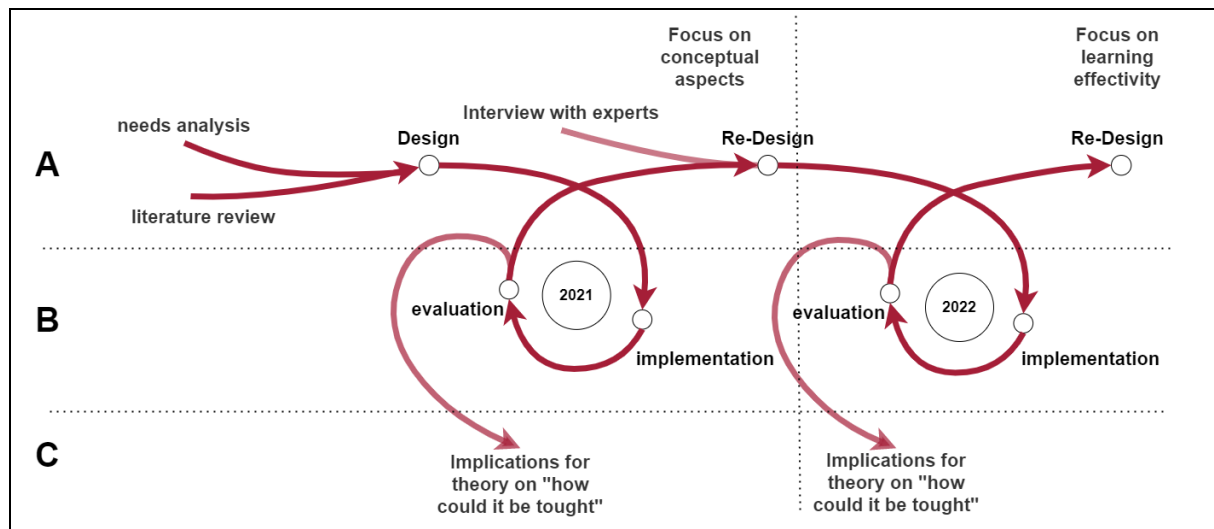 Focus on
conceptual
aspects
Focus on
learning
effectivity
needs analysis
Design
Interview with experts
Re-Design
Re-Design
A
literature review
2021
2022
evaluation
evaluation
B
implementation
implementation
C
Implications for
theory on "how
could it be tought"
Implications for
theory on "how
could it be tought"